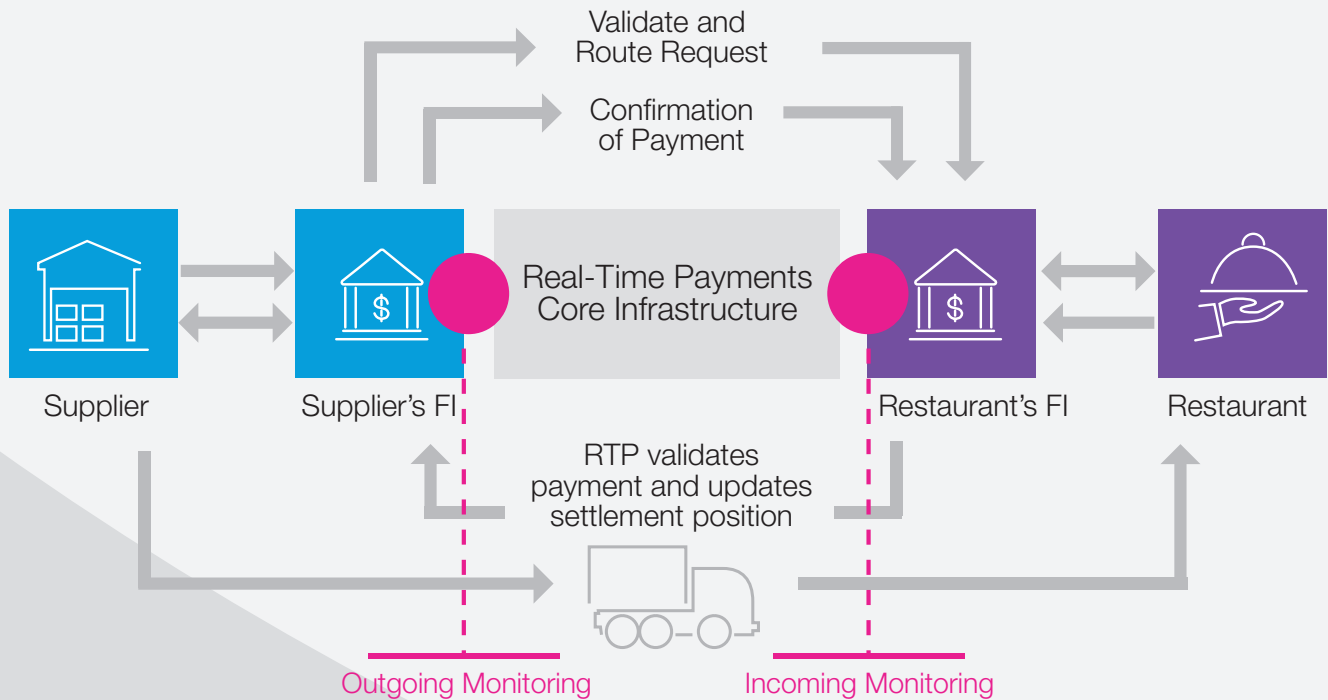 Validate and
Route Request
Confirmation
of Payment
$
Real-Time Payments
Core Infrastructure
$
Supplier
Supplier’s FI
Restaurant’s FI
Restaurant
RTP validates
payment and updates
settlement position
Outgoing Monitoring
Incoming Monitoring